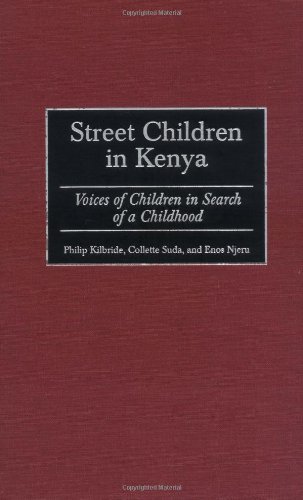 Street Children
in Kenya
Voices of Children in Search
of a Childhood
Philip Kilbride, Collette Suda, and Enos Njeru